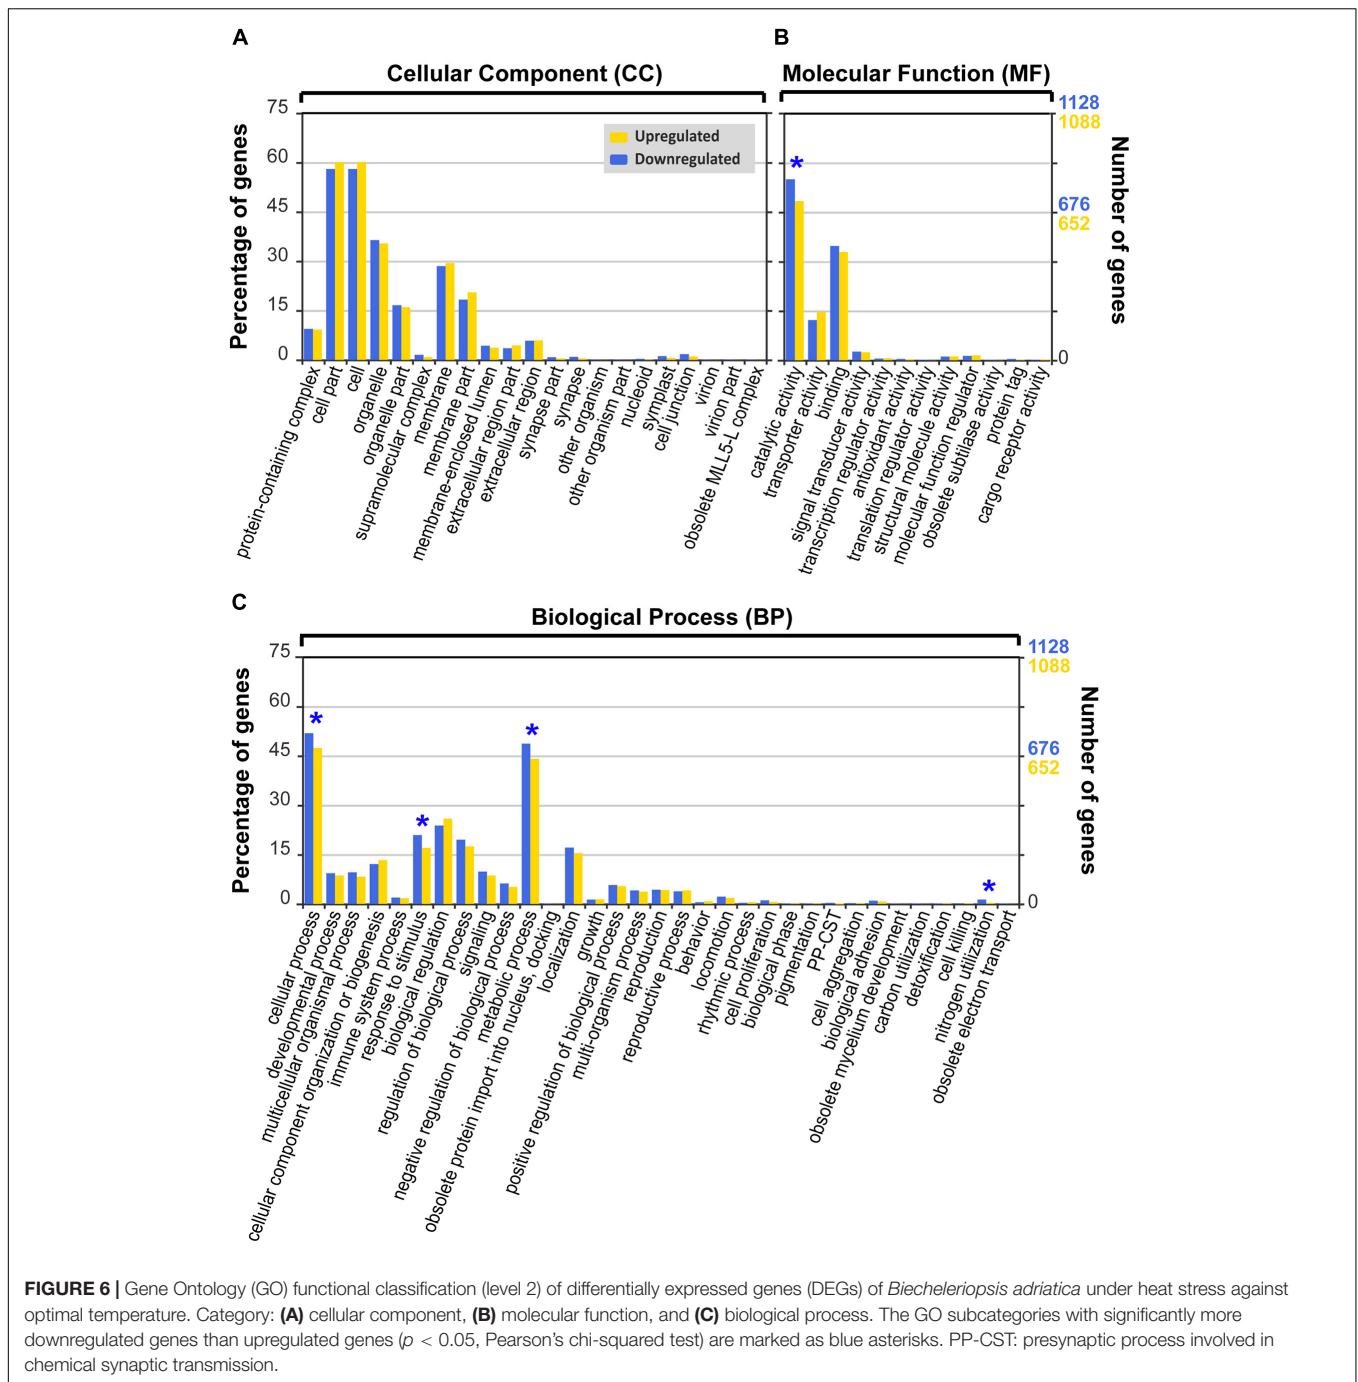 A
B
Cellular Component (CC)
Molecular Function (MF)
75
60
45
30
15
0
Percentage of genes
Upregulated
Downregulated
1128
1088
676
652
0
Number of genes
*
protein-containing complex
cell part
cell
organelle
organelle part
supramolecular complex
membrane
membrane part
membrane-enclosed lumen
extracellular region part
extracellular region
synapse part
synapse
other organism
other organism part
nucleoid
symplast
cell junction
virion
virion part
obsolete MLL5-L complex
catalytic activity
transporter activity
binding
signal transducer activity
transcription regulator activity
antioxidant activity
translation regulator activity
structural molecule activity
molecular function regulator
obsolete subtilase activity
protein tag
cargo receptor activity
C
Biological Process (BP)
75
60
45
30
15
0
Percentage of genes
1128
1088
676
652
0
Number of genes
*
*
*
*
cellular process
developmental process
multicellular organismal process
cellular component organization or biogenesis
immune system process
response to stimulus
biological regulation
regulation of biological process
signaling
negative regulation of biological process
metabolic process
obsolete protein import into nucleus, docking
localization
growth
positive regulation of biological process
multi-organism process
reproduction
reproductive process
behavior
locomotion
rhythmic process
cell proliferation
biological phase
pigmentation
PP-CST
cell aggregation
biological adhesion
obsolete mycelium development
carbon utilization
detoxification
cell killing
nitrogen utilization
obsolete electron transport
FIGURE 6 | Gene Ontology (GO) functional classification (level 2) of differentially expressed genes (DEGs) of Biecheleriopsis adriatica under heat stress against
optimal temperature. Category: (A) cellular component, (B) molecular function, and (C) biological process. The GO subcategories with significantly more
downregulated genes than upregulated genes (p < 0.05, Pearson's chi-squared test) are marked as blue asterisks. PP-CST: presynaptic process involved in
chemical synaptic transmission.